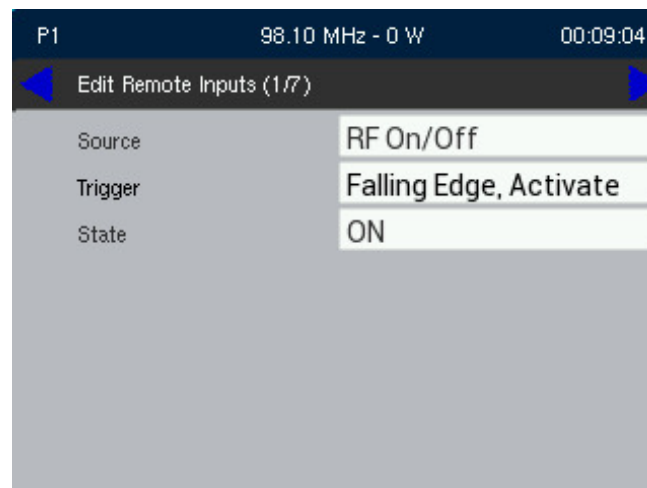 P1 98.10 MHz - 0 W 00:09:04
Edit Remote Inputs (1/7)
Source RF On/Off
Trigger Falling Edge, Activate
State ON